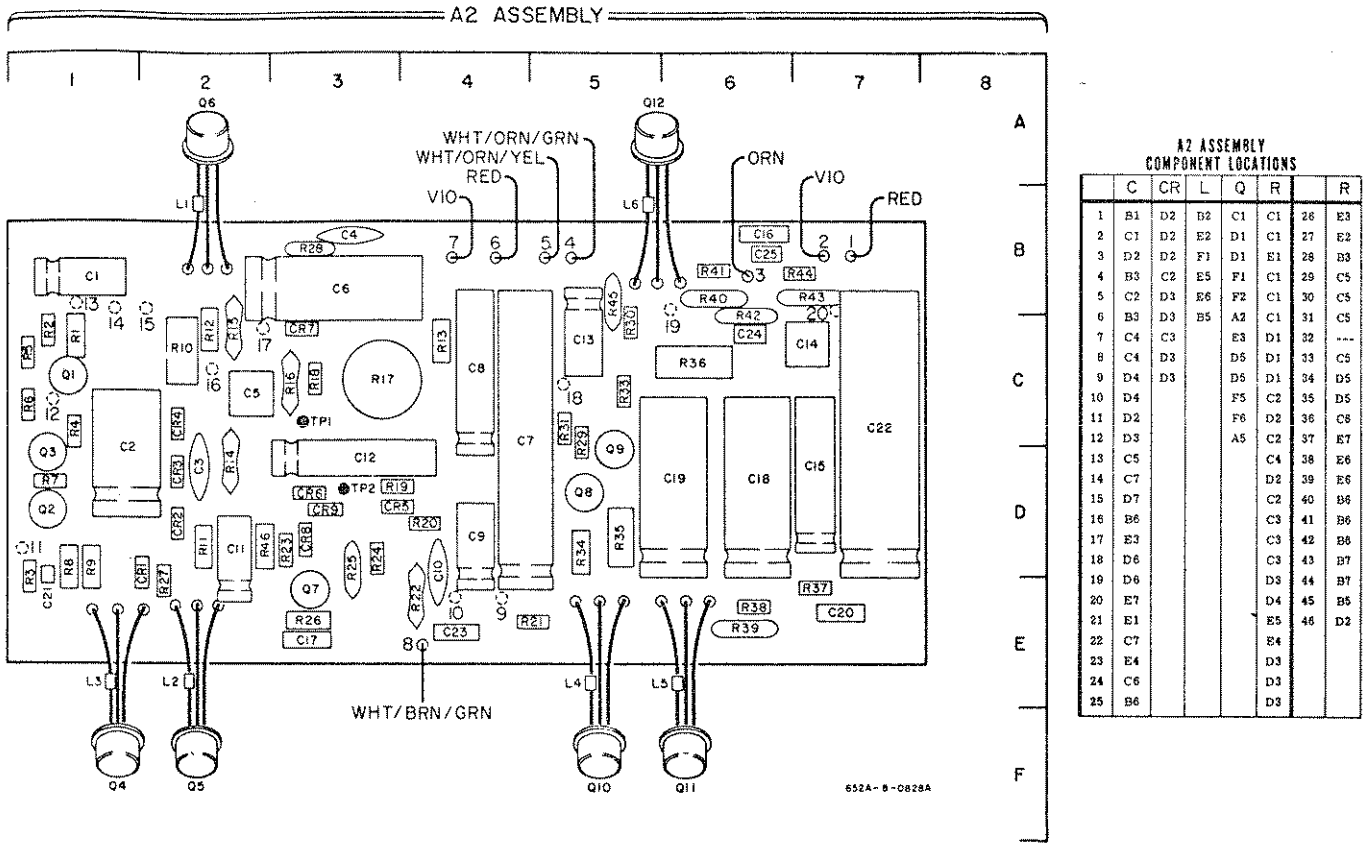 A2 ASSEMBLY
1 2 3 4 5 6 7 8
Q6
Q12
A
WHT/ORN/GRN
WHT/ORN/YEL
RED
VIO
ORN
VIO
RED
L1
L6
B
C4
R28
7 6 5 4
C16
C25
2 1
R41
3
R44
C1
C6
R45
R40
R43
13
14
15
R42
19
20
R2
R1
R12
R15
17
CR7
R13
R30
C24
R5
R10
C8
C13
R36
C14
Q1
16
C5
R16
R18
R17
C
18
R33
R6
12
C2
R4
CR4
TP1
C7
R31
R29
C22
Q3
C3
R14
C12
Q9
C19
C18
C15
R7
CR3
CR6
TP2
R19
Q8
Q2
CR9
CR5
D
CR2
R20
C9
R11
C11
R46
R23
CR8
R34
R35
11
R3
C21
R8
R9
CR1
R27
R25
R24
C10
Q7
R22
R37
10
9
R26
R21
R38
C20
C17
C23
R39
8
E
L3
L2
L4
L5
WHT/BRN/GRN
Q4
Q5
Q10
Q11
F
652A-B-0828A
A2 ASSEMBLY
COMPONENT LOCATIONS
C CR L Q R R
1 B1 D2 B2 C1 C1 26 E3
2 C1 D2 E2 D1 C1 27 E2
3 D2 D2 F1 D1 E1 28 B3
4 B3 C2 E5 F1 C1 29 C5
5 C2 D3 E6 F2 C1 30 C5
6 B3 D3 B5 A2 C1 31 C5
7 C4 C3 E3 D1 32 ---
8 C4 D3 D5 D1 33 C5
9 D4 D3 D5 D1 34 D5
10 D4 F5 C2 35 D5
11 D2 F6 D2 36 C6
12 D3 A5 C2 37 E7
13 C5 C4 38 E6
14 C7 D2 39 E6
15 D7 C2 40 B6
16 B6 C3 41 B6
17 E3 C3 42 B6
18 D6 C3 43 B7
19 D6 D3 44 B7
20 E7 D4 45 B5
21 E1 E5 46 D2
22 C7 E4
23 E4 D3
24 C6 D3
25 B6 D3